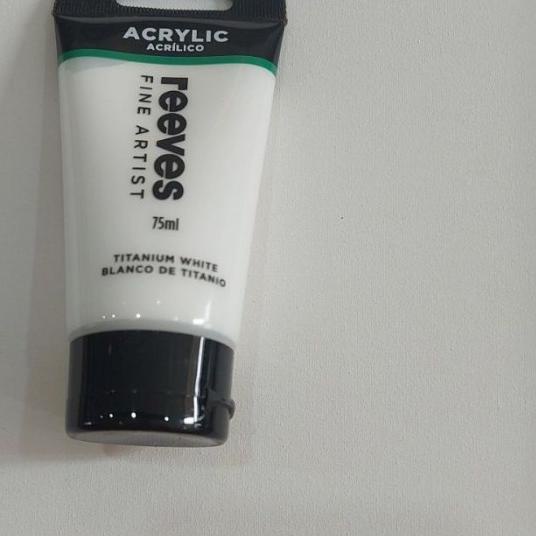 ACRYLIC
ACRÍLICO
reeves
FINE ARTIST
75ml
TITANIUM WHITE
BLANCO DE TITANIO